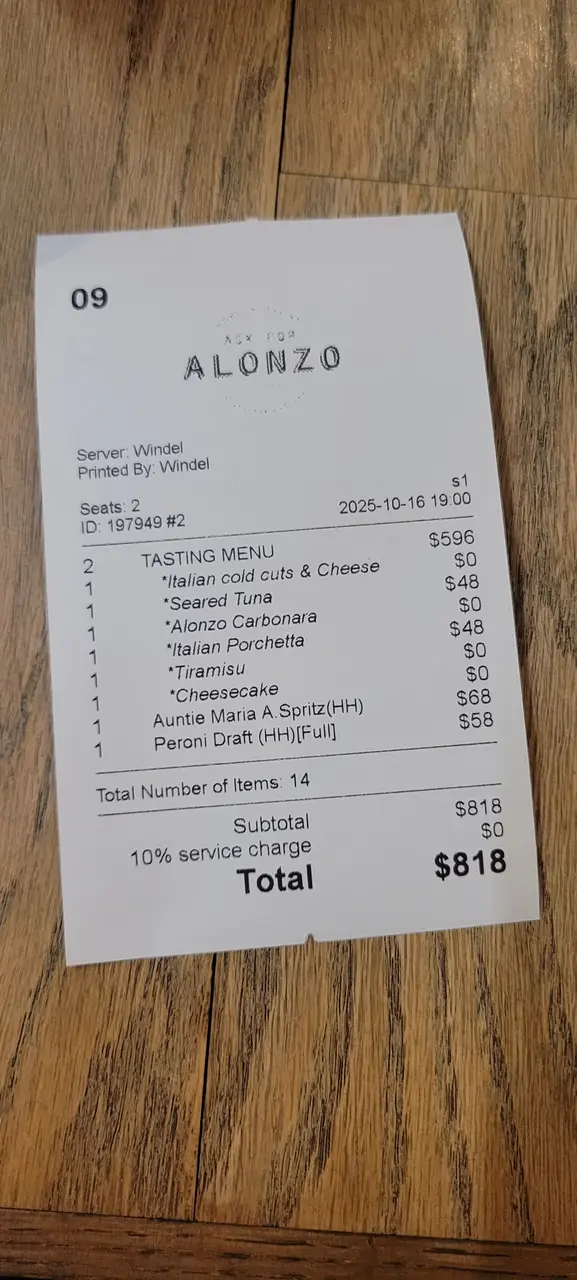 09
ASK FOR
ALONZO
Server: Windel
Printed By: Windel
s1
Seats: 2
2025-10-16 19:00
ID: 197949 #2
2 TASTING MENU $596
1 *Italian cold cuts & Cheese $0
1 *Seared Tuna $48
1 *Alonzo Carbonara $0
1 *Italian Porchetta $48
1 *Tiramisu $0
1 *Cheesecake $0
1 Auntie Maria A.Spritz(HH) $68
1 Peroni Draft (HH)[Full] $58
Total Number of Items: 14
Subtotal $818
10% service charge $0
Total $818